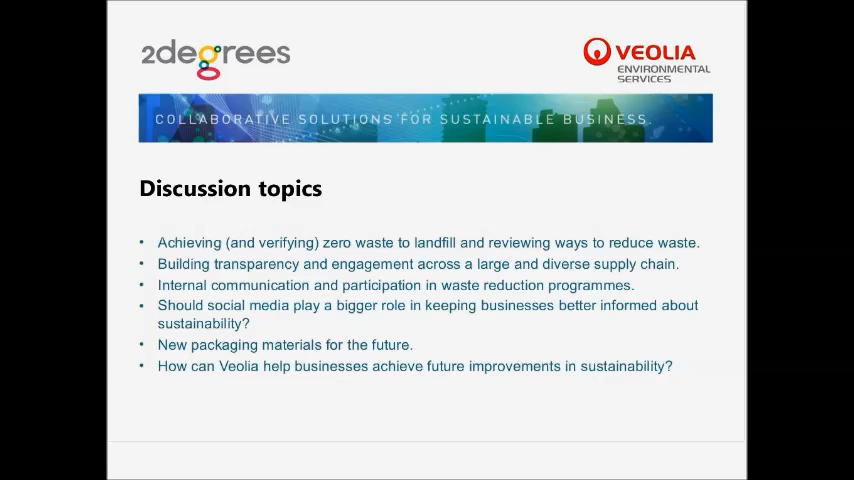 2degrees
VEOLIA
ENVIRONMENTAL
SERVICES
COLLABORATIVE SOLUTIONS FOR SUSTAINABLE BUSINESS.
Discussion topics
• Achieving (and verifying) zero waste to landfill and reviewing ways to reduce waste.
• Building transparency and engagement across a large and diverse supply chain.
• Internal communication and participation in waste reduction programmes.
• Should social media play a bigger role in keeping businesses better informed about
sustainability?
• New packaging materials for the future.
• How can Veolia help businesses achieve future improvements in sustainability?